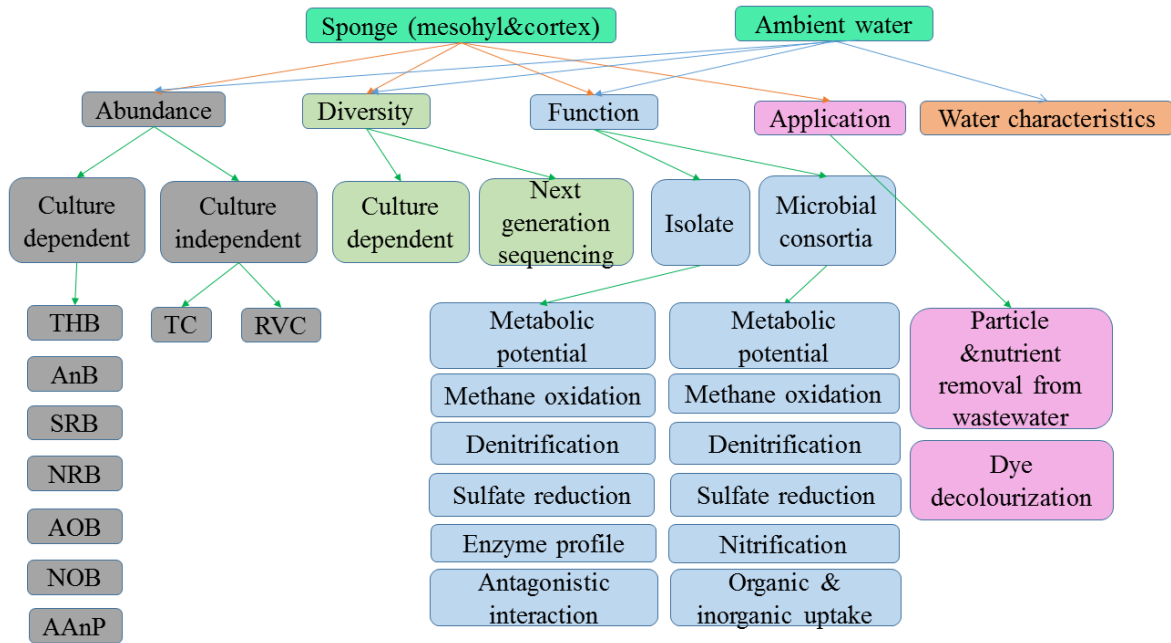 Sponge (mesohyl&cortex)
Ambient water
Abundance
Diversity
Function
Application
Water characteristics
Culture
dependent
Culture
independent
Culture
dependent
Next
generation
sequencing
Isolate
Microbial
consortia
THB
TC
RVC
AnB
SRB
NRB
AOB
NOB
AAnP
Metabolic
potential
Methane oxidation
Denitrification
Sulfate reduction
Enzyme profile
Antagonistic
interaction
Metabolic
potential
Methane oxidation
Denitrification
Sulfate reduction
Nitrification
Organic &
inorganic uptake
Particle
&nutrient
removal from
wastewater
Dye
decolourization